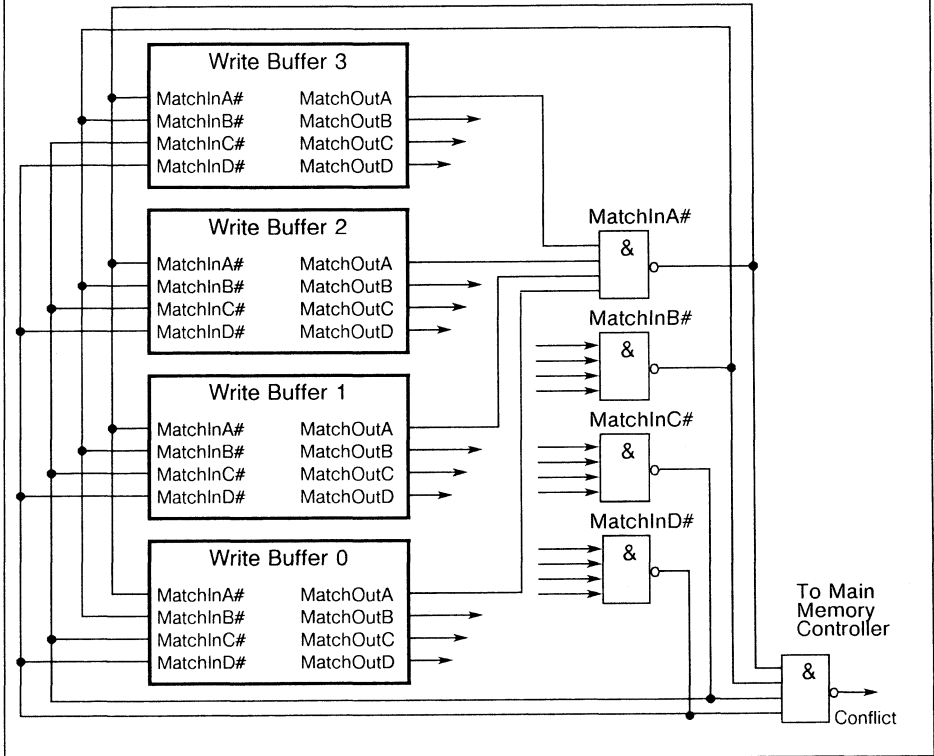 Write Buffer 3
MatchInA# MatchOutA
MatchInB# MatchOutB
MatchInC# MatchOutC
MatchInD# MatchOutD
Write Buffer 2
MatchInA# MatchOutA
MatchInB# MatchOutB
MatchInC# MatchOutC
MatchInD# MatchOutD
Write Buffer 1
MatchInA# MatchOutA
MatchInB# MatchOutB
MatchInC# MatchOutC
MatchInD# MatchOutD
Write Buffer 0
MatchInA# MatchOutA
MatchInB# MatchOutB
MatchInC# MatchOutC
MatchInD# MatchOutD
MatchInA#
&
MatchInB#
&
MatchInC#
&
MatchInD#
&
To Main
Memory
Controller
&
Conflict